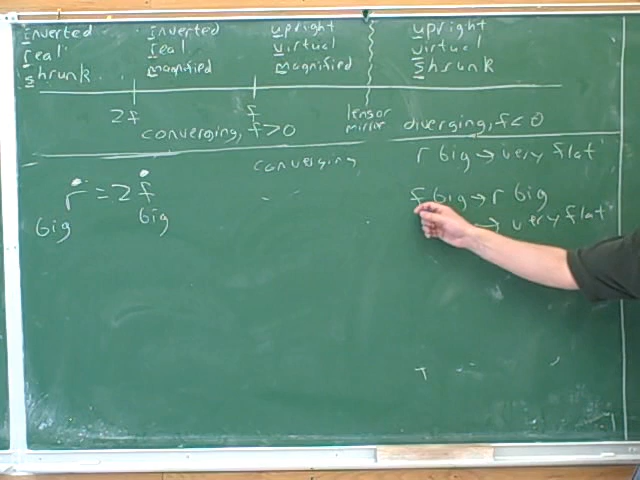 inverted
real
shrunk
inverted
real
magnified
upright
virtual
magnified
upright
virtual
shrunk
2f
f
lens or
mirror
converging, f>0
diverging, f<0
converging
r big → very flat
r = 2f
big
big
f big → r big
→ very flat